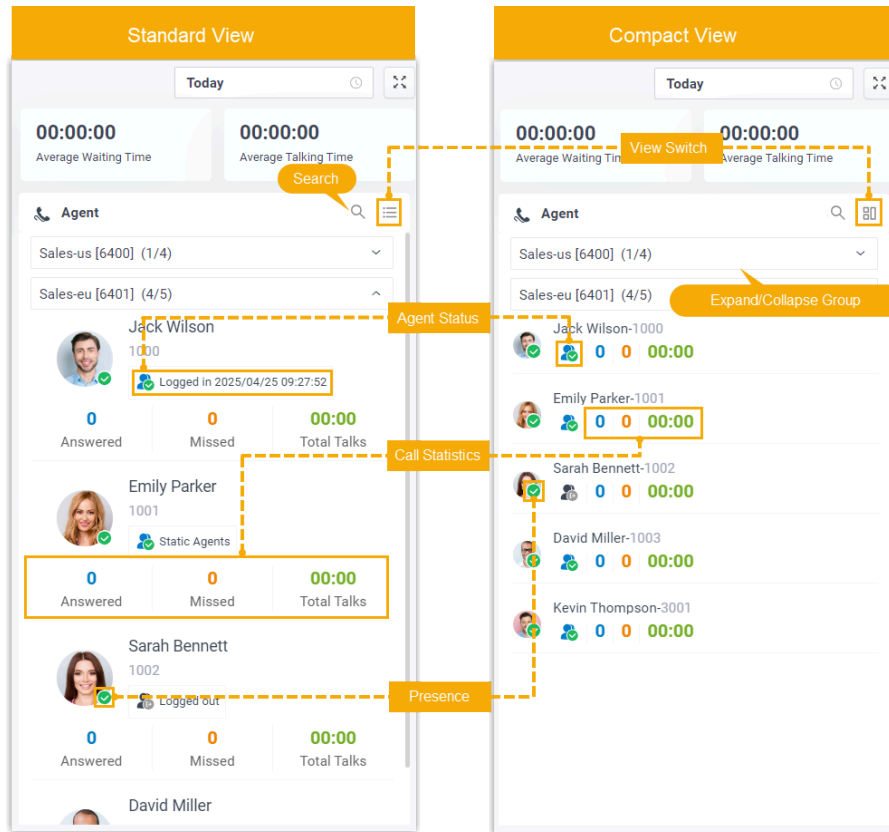 Standard View
Today
00:00:00
Average Waiting Time
00:00:00
Average Talking Time
Search
Agent
Sales-us [6400] (1/4)
Sales-eu [6401] (4/5)
Jack Wilson
1000
Logged in 2025/04/25 09:27:52
0
Answered
0
Missed
00:00
Total Talks
Emily Parker
1001
Static Agents
0
Answered
0
Missed
00:00
Total Talks
Sarah Bennett
1002
Logged out
0
Answered
0
Missed
00:00
Total Talks
David Miller
View Switch
Agent Status
Call Statistics
Presence
Compact View
Today
00:00:00
Average Waiting Tim
00:00:00
Average Talking Time
Agent
Sales-us [6400] (1/4)
Sales-eu [6401] (4/5)
Expand/Collapse Group
Jack Wilson-1000
0 0 00:00
Emily Parker-1001
0 0 00:00
Sarah Bennett-1002
0 0 00:00
David Miller-1003
0 0 00:00
Kevin Thompson-3001
0 0 00:00